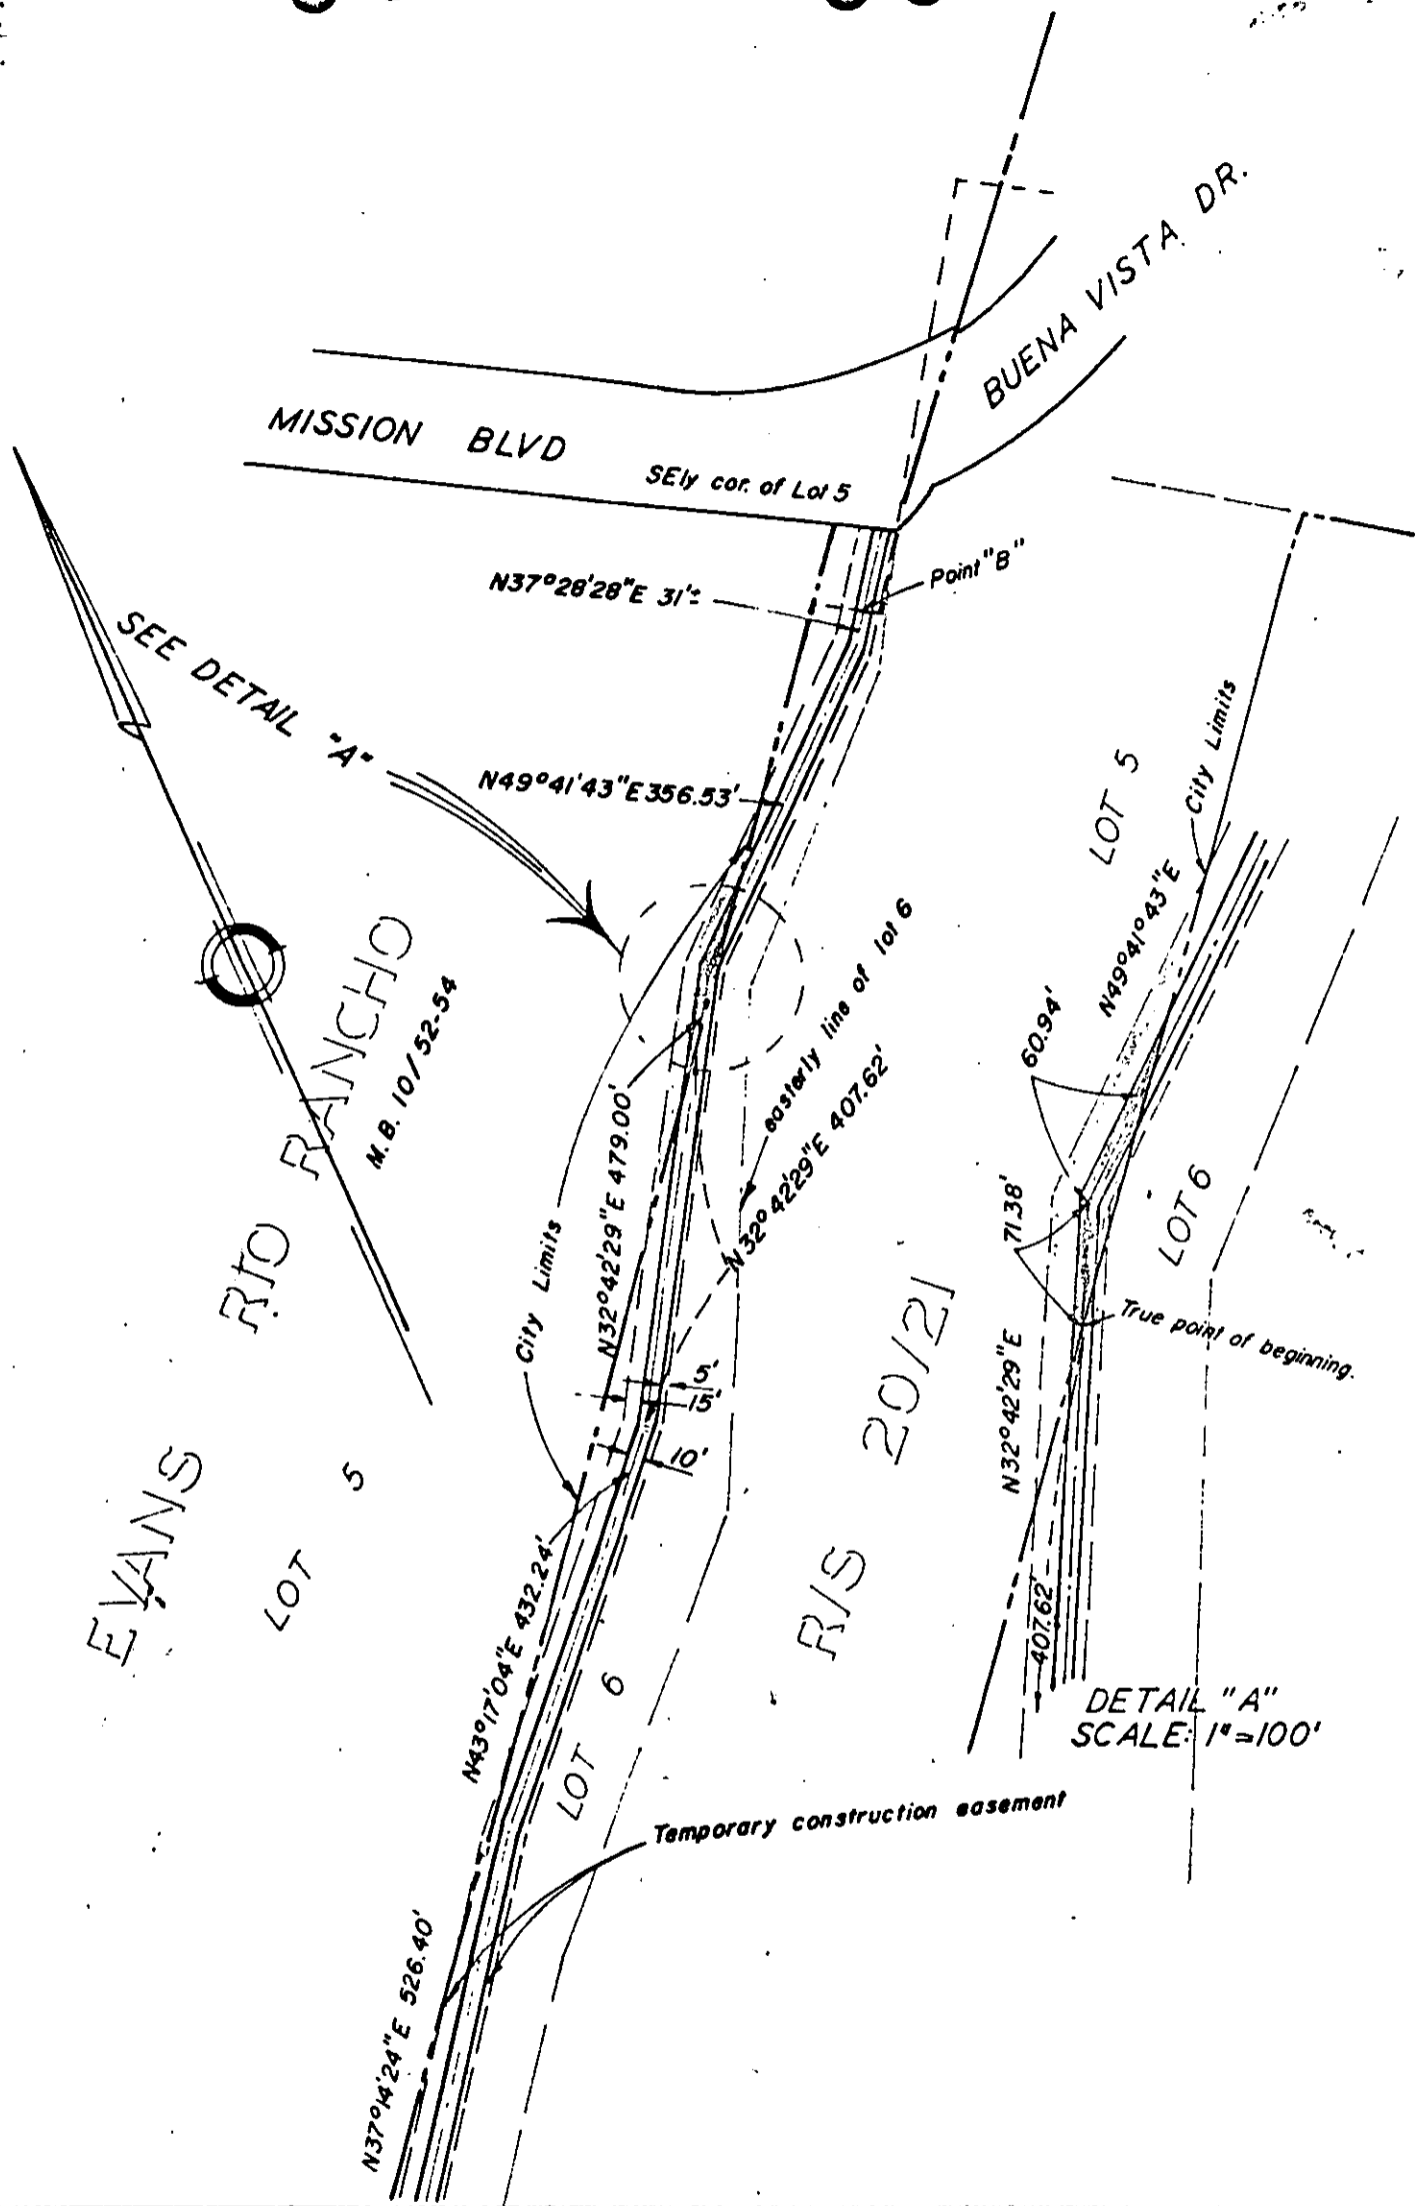 BUENA VISTA DR.
MISSION BLVD
SEly cor. of Lot 5
N37°28'28"E 31'±
Point "B"
SEE DETAIL "A"
N49°41'43"E 356.53'
LOT 5
City Limits
N49°41°43"E
easterly line of lot 6
60.94'
EVANS RIO RANCHO
M.B. 10/52-54
N32°42'29"E 479.00'
N32°42'29"E 407.62'
71.38'
LOT 6
True point of beginning.
City Limits
R/S 20/21
N32°42'29"E
5'
15'
10'
LOT 5
N43°17'04"E 432.24'
407.62'
LOT 6
DETAIL "A"
SCALE: 1"=100'
Temporary construction easement
N37°14'24"E 526.40'